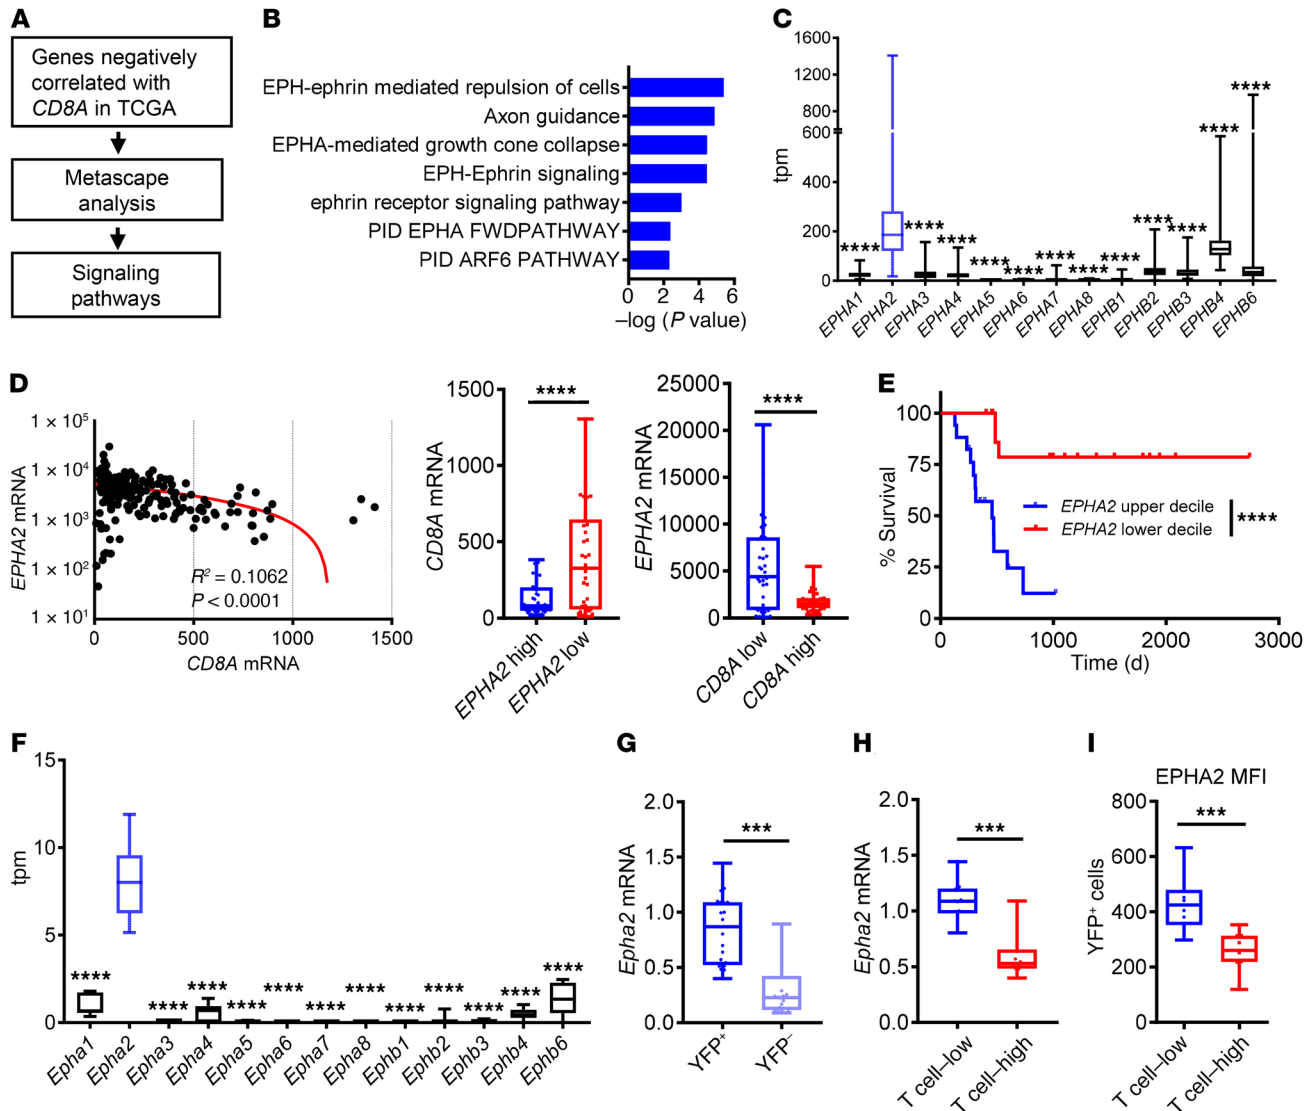 A
Genes negatively
correlated with
CD8A in TCGA
Metascape
analysis
Signaling
pathways
B
EPH-ephrin mediated repulsion of cells
Axon guidance
EPHA-mediated growth cone collapse
EPH-Ephrin signaling
ephrin receptor signaling pathway
PID EPHA FWDPATHWAY
PID ARF6 PATHWAY
0 2 4 6
–log (P value)
C
tpm
1600
1200
800
600
400
200
0
**** **** **** **** **** **** **** **** **** **** **** ****
EPHA1 EPHA2 EPHA3 EPHA4 EPHA5 EPHA6 EPHA7 EPHA8 EPHB1 EPHB2 EPHB3 EPHB4 EPHB6
D
EPHA2 mRNA
1 × 10⁵
1 × 10⁴
1 × 10³
1 × 10²
1 × 10¹
R² = 0.1062
P < 0.0001
0 500 1000 1500
CD8A mRNA
CD8A mRNA
1500
1000
500
0
****
EPHA2 high EPHA2 low
EPHA2 mRNA
25000
20000
15000
10000
5000
0
****
CD8A low CD8A high
E
% Survival
100
75
50
25
0
EPHA2 upper decile
EPHA2 lower decile
****
0 1000 2000 3000
Time (d)
F
tpm
15
10
5
0
**** **** **** **** **** **** **** **** **** **** **** ****
Epha1 Epha2 Epha3 Epha4 Epha5 Epha6 Epha7 Epha8 Ephb1 Ephb2 Ephb3 Ephb4 Ephb6
G
Epha2 mRNA
2.0
1.5
1.0
0.5
0.0
***
YFP⁺ YFP⁻
H
Epha2 mRNA
2.0
1.5
1.0
0.5
0.0
***
T cell–low T cell–high
I
EPHA2 MFI
YFP⁺ cells
800
600
400
200
0
***
T cell–low T cell–high